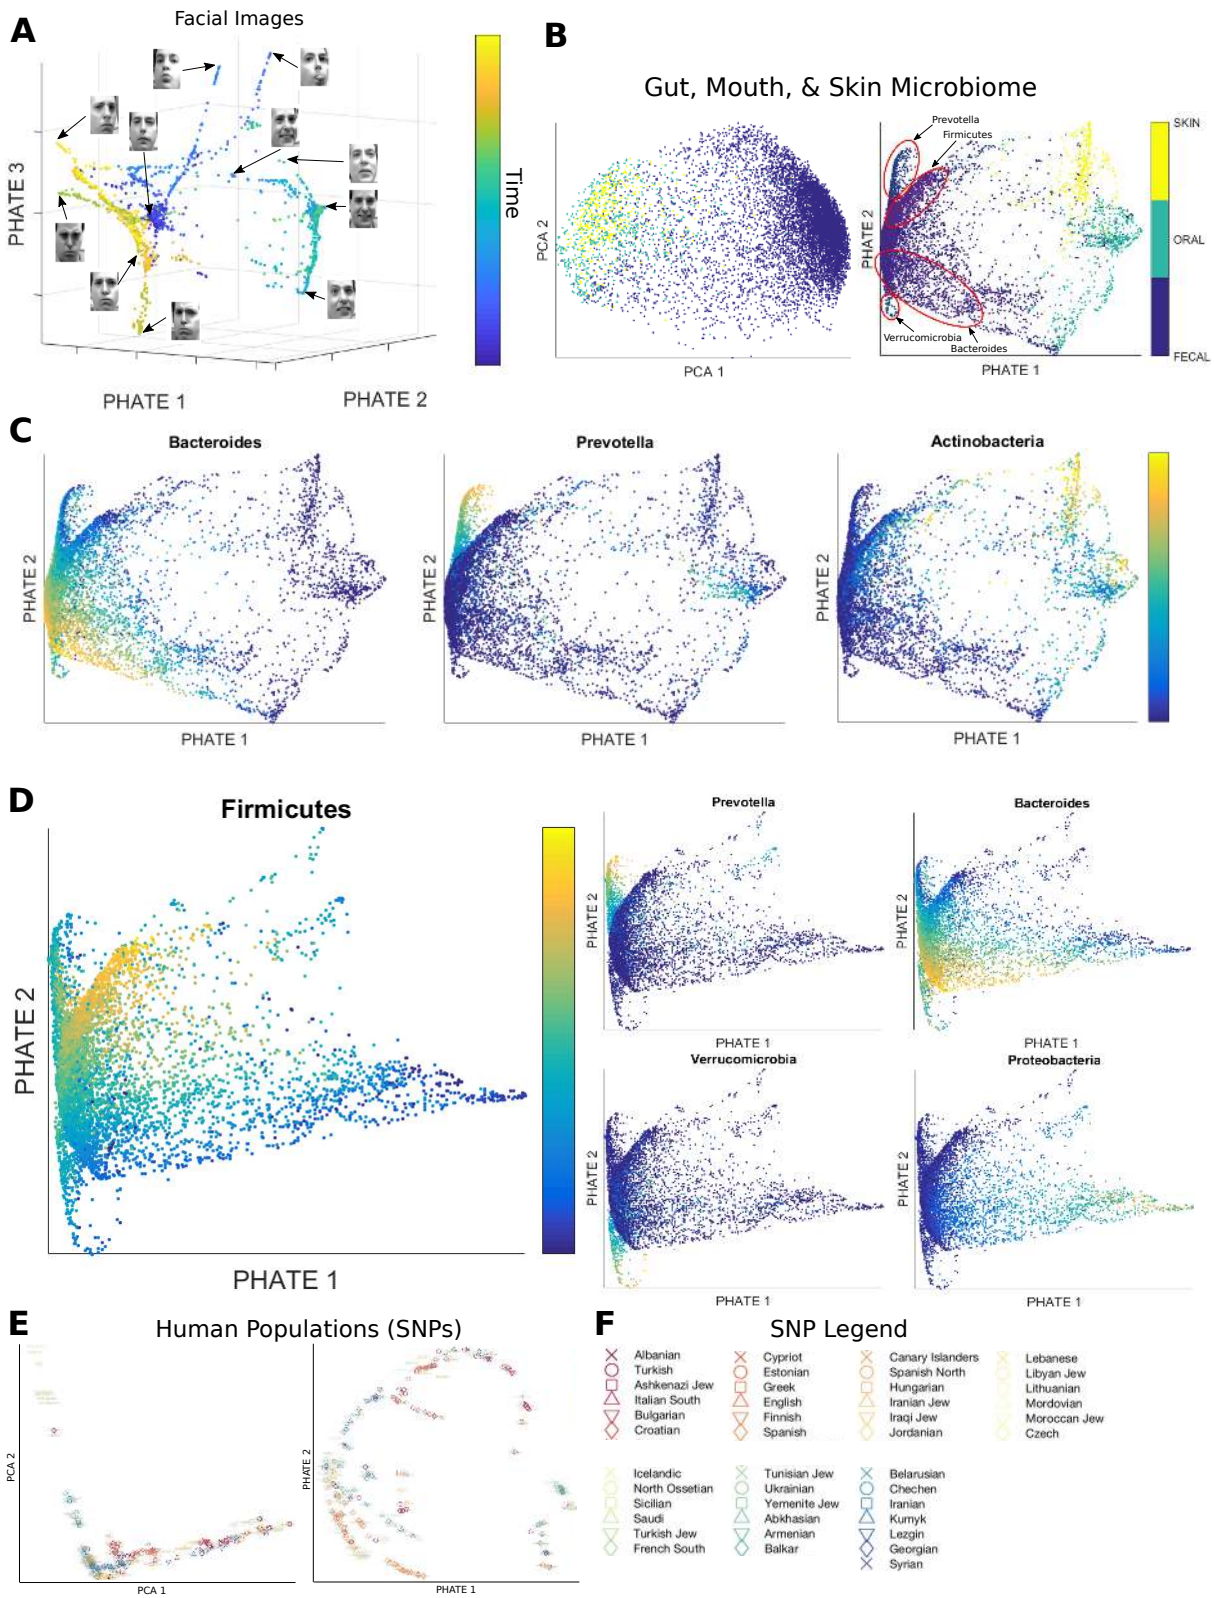 A
Facial Images
PHATE 3
PHATE 1
PHATE 2
Time
B
Gut, Mouth, & Skin Microbiome
PCA 2
PCA 1
Prevotella
Firmicutes
PHATE 2
Verrucomicrobia
Bacteroides
PHATE 1
SKIN
ORAL
FECAL
C
Bacteroides
PHATE 2
PHATE 1
Prevotella
PHATE 2
PHATE 1
Actinobacteria
PHATE 2
PHATE 1
D
Firmicutes
PHATE 2
PHATE 1
Prevotella
PHATE 2
PHATE 1
Bacteroides
PHATE 2
PHATE 1
Verrucomicrobia
PHATE 2
PHATE 1
Proteobacteria
PHATE 2
PHATE 1
E
Human Populations (SNPs)
PCA 2
PCA 1
PHATE 2
PHATE 1
F
SNP Legend
Albanian
Turkish
Ashkenazi Jew
Italian South
Bulgarian
Croatian
Cypriot
Estonian
Greek
English
Finnish
Spanish
Canary Islanders
Spanish North
Hungarian
Iranian Jew
Iraqi Jew
Jordanian
Lebanese
Libyan Jew
Lithuanian
Mordovian
Moroccan Jew
Czech
Icelandic
North Ossetian
Sicilian
Saudi
Turkish Jew
French South
Tunisian Jew
Ukrainian
Yemenite Jew
Abkhasian
Armenian
Balkar
Belarusian
Chechen
Iranian
Kumyk
Lezgin
Georgian
Syrian